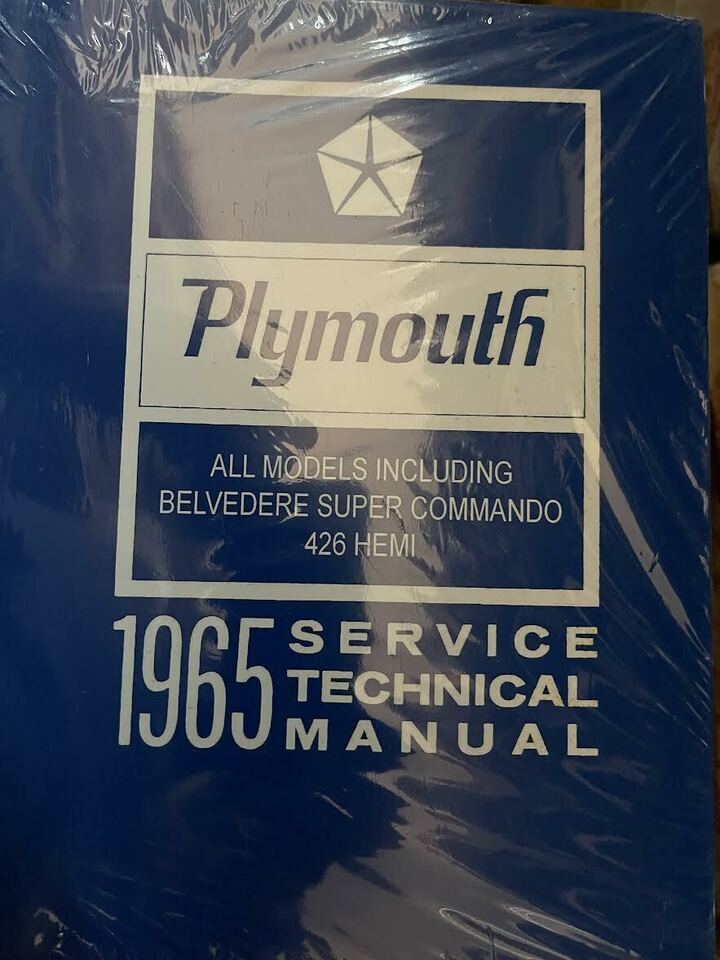 Plymouth
ALL MODELS INCLUDING
BELVEDERE SUPER COMMANDO
426 HEMI
1965 SERVICE
TECHNICAL
MANUAL